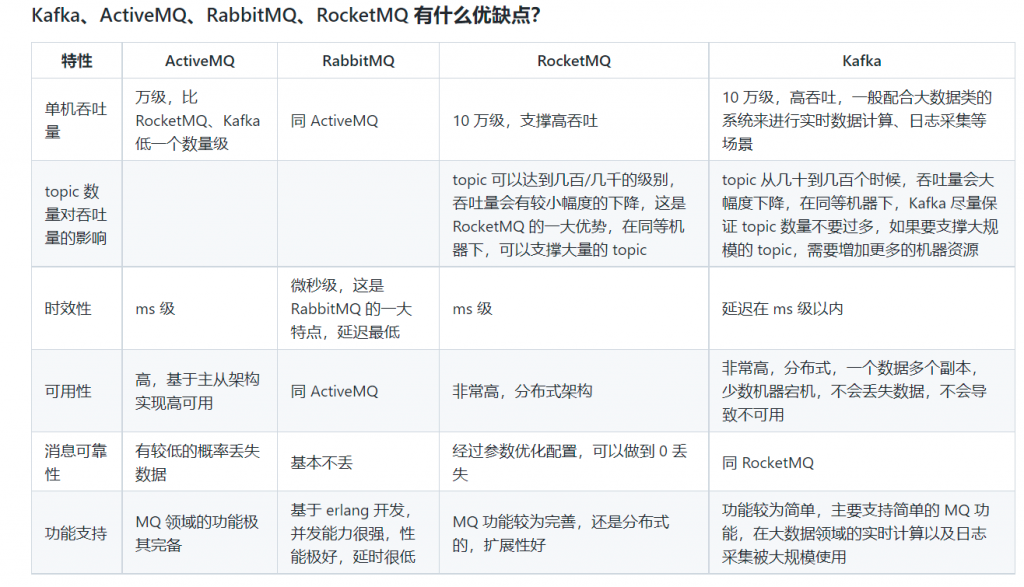 Kafka、ActiveMQ、RabbitMQ、RocketMQ 有什么优缺点?
特性
ActiveMQ
RabbitMQ
RocketMQ
Kafka
单机吞吐
量
万级，比
RocketMQ、Kafka
低一个数量级
同 ActiveMQ
10 万级，支撑高吞吐
10 万级，高吞吐，一般配合大数据类的
系统来进行实时数据计算、日志采集等
场景
topic 数
量对吞吐
量的影响
topic 可以达到几百/几千的级别，
吞吐量会有较小幅度的下降，这是
RocketMQ 的一大优势，在同等机
器下，可以支撑大量的 topic
topic 从几十到几百个时候，吞吐量会大
幅度下降，在同等机器下，Kafka 尽量保
证 topic 数量不要过多，如果要支撑大规
模的 topic，需要增加更多的机器资源
时效性
ms 级
微秒级，这是
RabbitMQ 的一大
特点，延迟最低
ms 级
延迟在 ms 级以内
可用性
高，基于主从架构
实现高可用
同 ActiveMQ
非常高，分布式架构
非常高，分布式，一个数据多个副本，
少数机器宕机，不会丢失数据，不会导
致不可用
消息可靠
性
有较低的概率丢失
数据
基本不丢
经过参数优化配置，可以做到 0 丢
失
同 RocketMQ
功能支持
MQ 领域的功能极
其完备
基于 erlang 开发，
并发能力很强，性
能极好，延时很低
MQ 功能较为完善，还是分布式
的，扩展性好
功能较为简单，主要支持简单的 MQ 功
能，在大数据领域的实时计算以及日志
采集被大规模使用